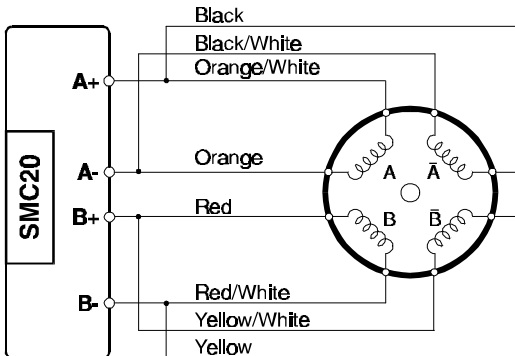 Black
Black/White
Orange/White
A+
A-
Orange
A
Ā
SMC20
B+
Red
B
B̄
B-
Red/White
Yellow/White
Yellow